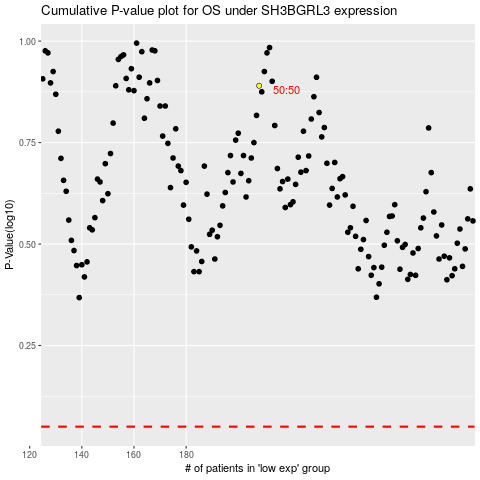 Cumulative P-value plot for OS under SH3BGRL3 expression
1.00
0.75
0.50
0.25
P-Value(log10)
50:50
120 140 160 180
# of patients in 'low exp' group